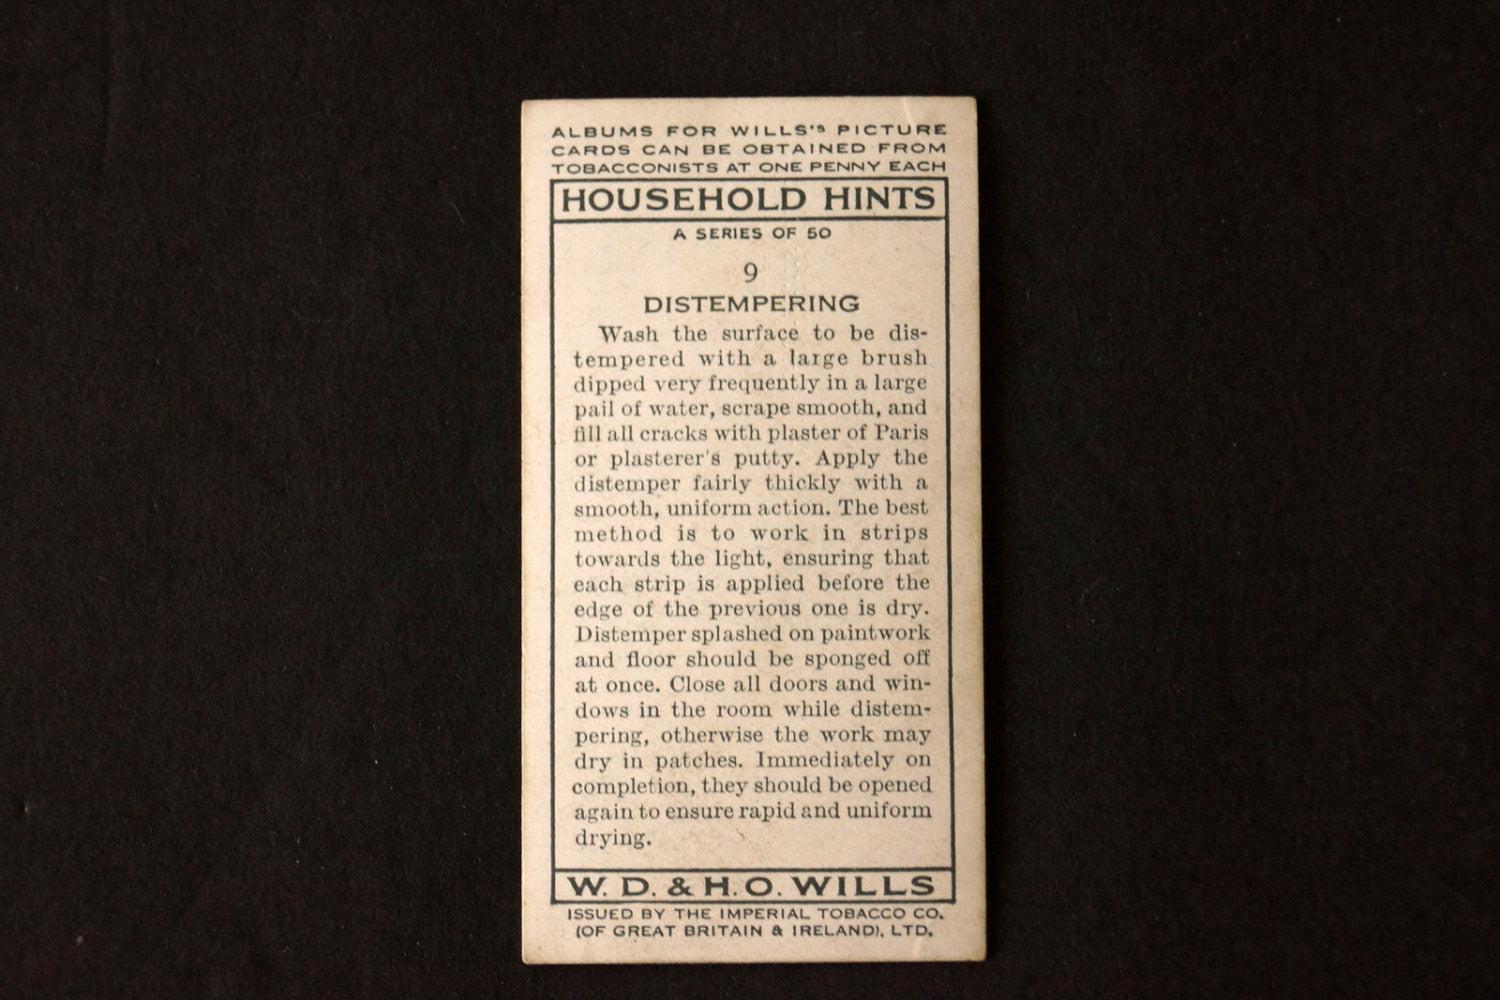 ALBUMS FOR WILLS'S PICTURE
CARDS CAN BE OBTAINED FROM
TOBACCONISTS AT ONE PENNY EACH
HOUSEHOLD HINTS
A SERIES OF 50
9
DISTEMPERING
Wash the surface to be dis-
tempered with a large brush
dipped very frequently in a large
pail of water, scrape smooth, and
fill all cracks with plaster of Paris
or plasterer's putty. Apply the
distemper fairly thickly with a
smooth, uniform action. The best
method is to work in strips
towards the light, ensuring that
each strip is applied before the
edge of the previous one is dry.
Distemper splashed on paintwork
and floor should be sponged off
at once. Close all doors and win-
dows in the room while distem-
pering, otherwise the work may
dry in patches. Immediately on
completion, they should be opened
again to ensure rapid and uniform
drying.
W. D. & H. O. WILLS
ISSUED BY THE IMPERIAL TOBACCO CO.
(OF GREAT BRITAIN & IRELAND), LTD.